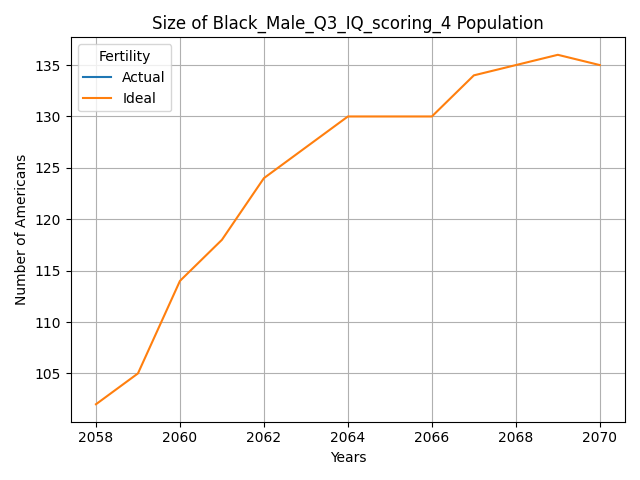 Size of Black_Male_Q3_IQ_scoring_4 Population
Fertility
Actual
Ideal
Number of Americans
135
130
125
120
115
110
105
2058 2060 2062 2064 2066 2068 2070
Years